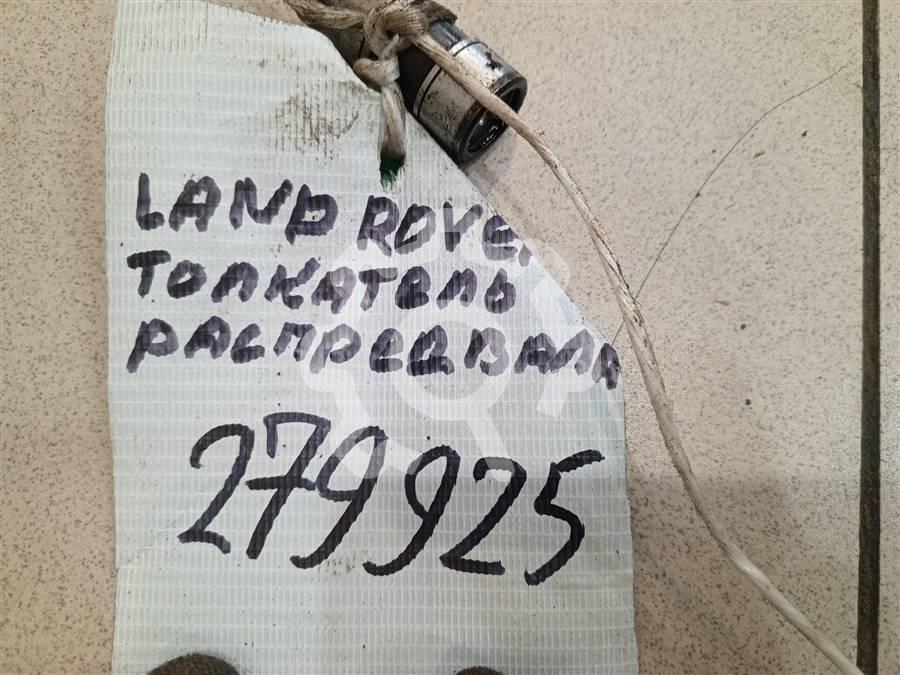 LAND ROVER
ТОЛКАТЕЛЬ
РАСПРЕДВАЛА
279925